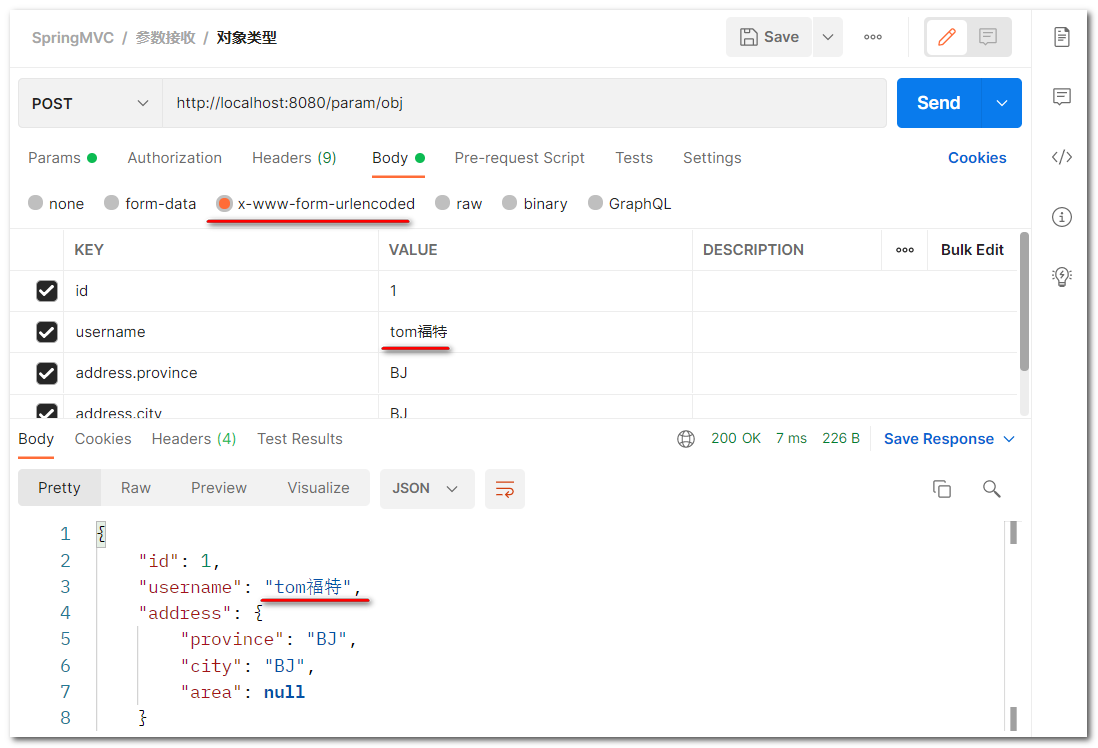 SpringMVC / 参数接收 / 对象类型 Save
POST http://localhost:8080/param/obj Send
Params Authorization Headers (9) Body Pre-request Script Tests Settings Cookies
none form-data x-www-form-urlencoded raw binary GraphQL
KEY VALUE DESCRIPTION Bulk Edit
id 1
username tom福特
address.province BJ
address.city BJ
Body Cookies Headers (4) Test Results 200 OK 7 ms 226 B Save Response
Pretty Raw Preview Visualize JSON
1 {
2 "id": 1,
3 "username": "tom福特",
4 "address": {
5 "province": "BJ",
6 "city": "BJ",
7 "area": null
8 }